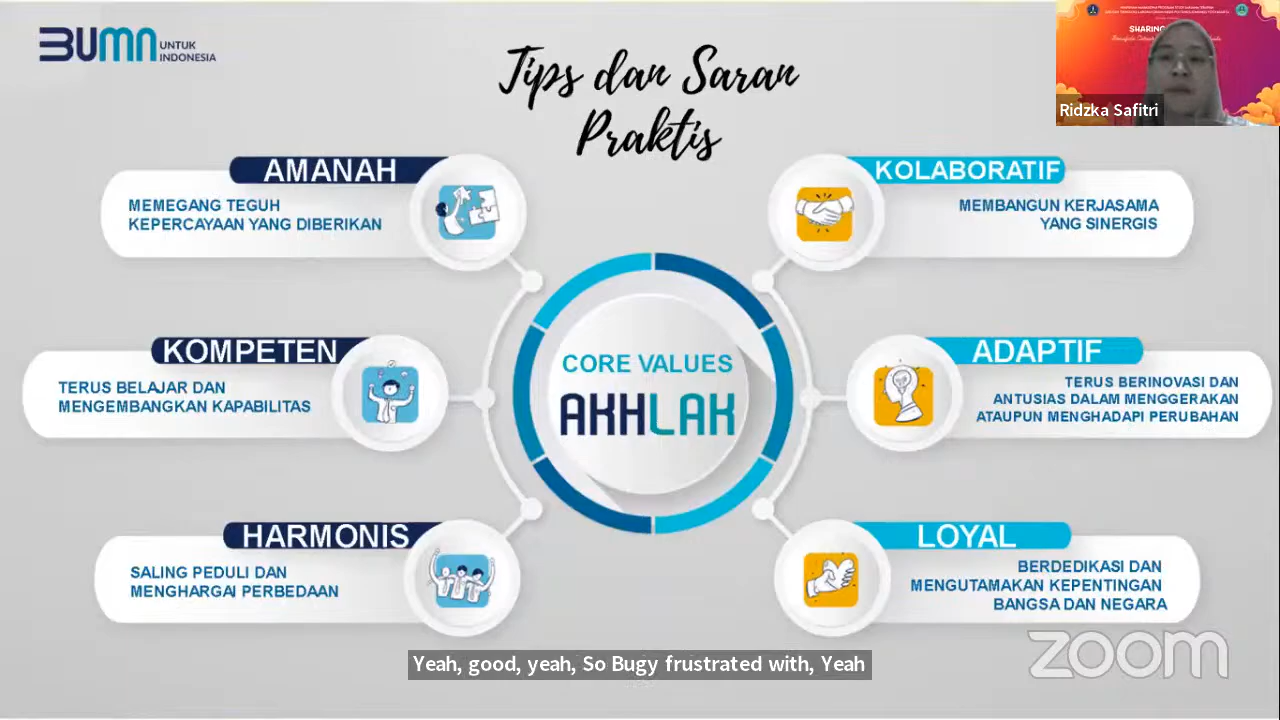 BUMN
UNTUK
INDONESIA
Tips dan Saran
Praktis
SHARING
Ridzka Safitri
AMANAH
MEMEGANG TEGUH
KEPERCAYAAN YANG DIBERIKAN
KOLABORATIF
MEMBANGUN KERJASAMA
YANG SINERGIS
KOMPETEN
TERUS BELAJAR DAN
MENGEMBANGKAN KAPABILITAS
CORE VALUES
AKHLAK
ADAPTIF
TERUS BERINOVASI DAN
ANTUSIAS DALAM MENGGERAKAN
ATAUPUN MENGHADAPI PERUBAHAN
HARMONIS
SALING PEDULI DAN
MENGHARGAI PERBEDAAN
LOYAL
BERDEDIKASI DAN
MENGUTAMAKAN KEPENTINGAN
BANGSA DAN NEGARA
zoom
Yeah, good, yeah, So Bugy frustrated with, Yeah